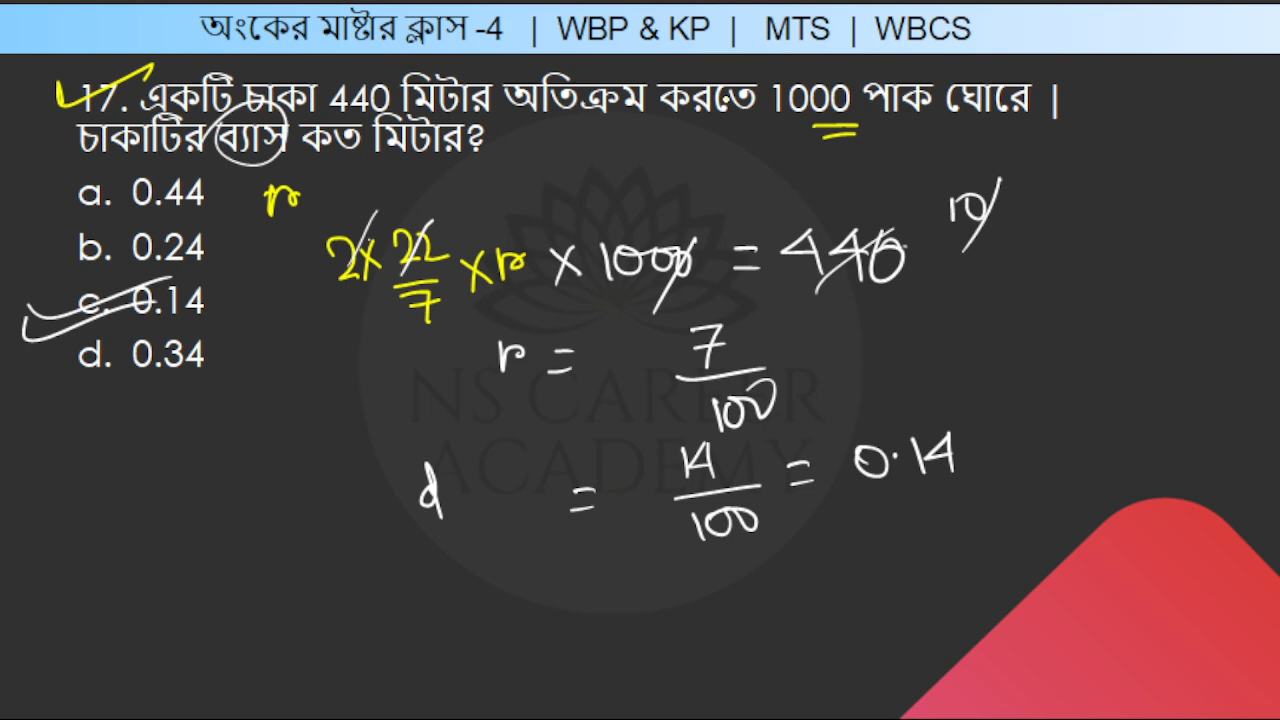 অংকের মাষ্টার ক্লাস -4 | WBP & KP | MTS | WBCS
17. একটি চাকা 440 মিটার অতিক্রম করতে 1000 পাক ঘোরে |
চাকাটির ব্যাস কত মিটার?
a. 0.44
b. 0.24
c. 0.14
d. 0.34
r
2 × 22/7 × r × 1000 = 440 10
r = 7/100
d = 14/100 = 0.14
NS CAREER
ACADEMY